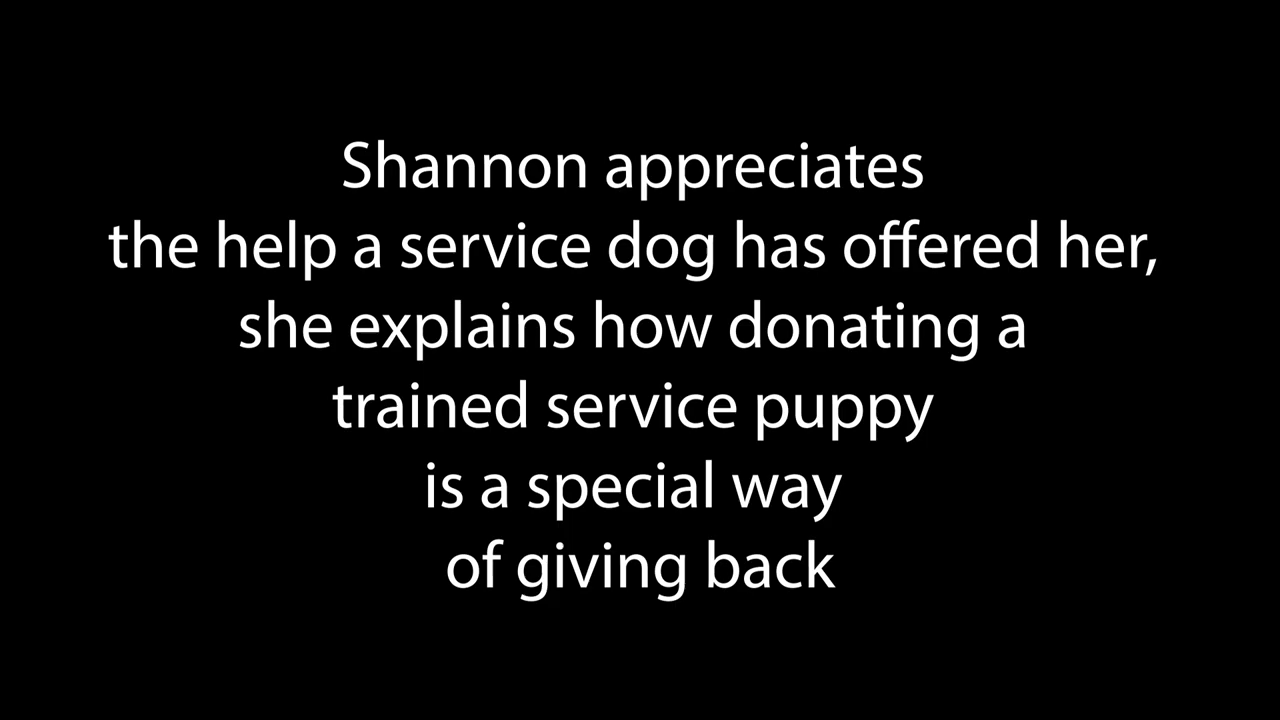 Shannon appreciates
the help a service dog has offered her,
she explains how donating a
trained service puppy
is a special way
of giving back